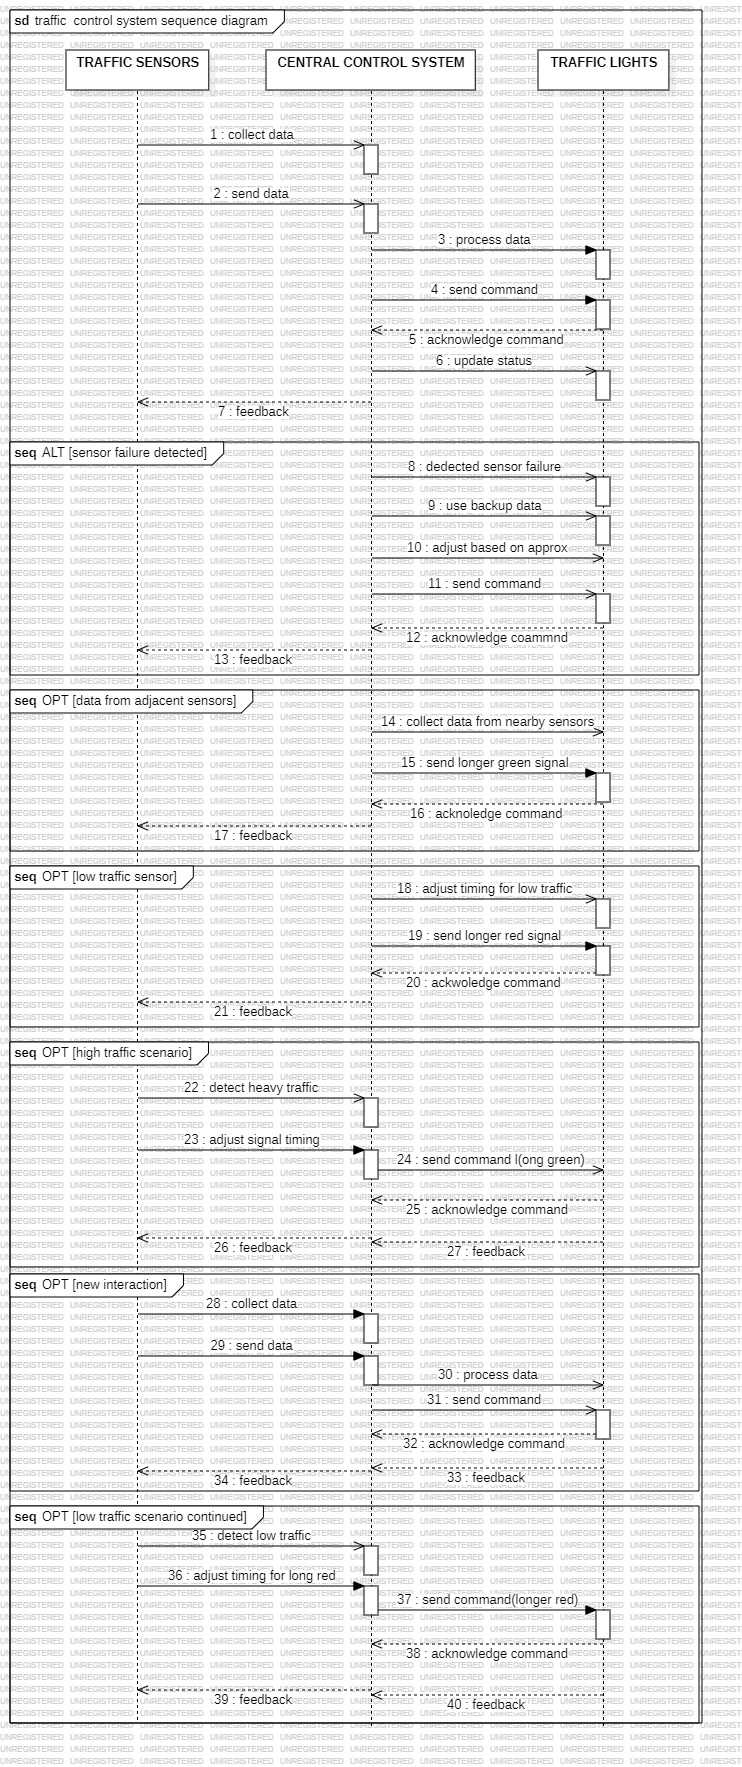 sd traffic control system sequence diagram
TRAFFIC SENSORS
CENTRAL CONTROL SYSTEM
TRAFFIC LIGHTS
1 : collect data
2 : send data
3 : process data
4 : send command
5 : acknowledge command
6 : update status
7 : feedback
seq ALT [sensor failure detected]
8 : dedected sensor failure
9 : use backup data
10 : adjust based on approx
11 : send command
12 : acknowledge coammnd
13 : feedback
seq OPT [data from adjacent sensors]
14 : collect data from nearby sensors
15 : send longer green signal
16 : acknoledge command
17 : feedback
seq OPT [low traffic sensor]
18 : adjust timing for low traffic
19 : send longer red signal
20 : ackwoledge command
21 : feedback
seq OPT [high traffic scenario]
22 : detect heavy traffic
23 : adjust signal timing
24 : send command l(ong green)
25 : acknowledge command
26 : feedback
27 : feedback
seq OPT [new interaction]
28 : collect data
29 : send data
30 : process data
31 : send command
32 : acknowledge command
33 : feedback
34 : feedback
seq OPT [low traffic scenario continued]
35 : detect low traffic
36 : adjust timing for long red
37 : send command(longer red)
38 : acknowledge command
39 : feedback
40 : feedback
UNREGISTERED